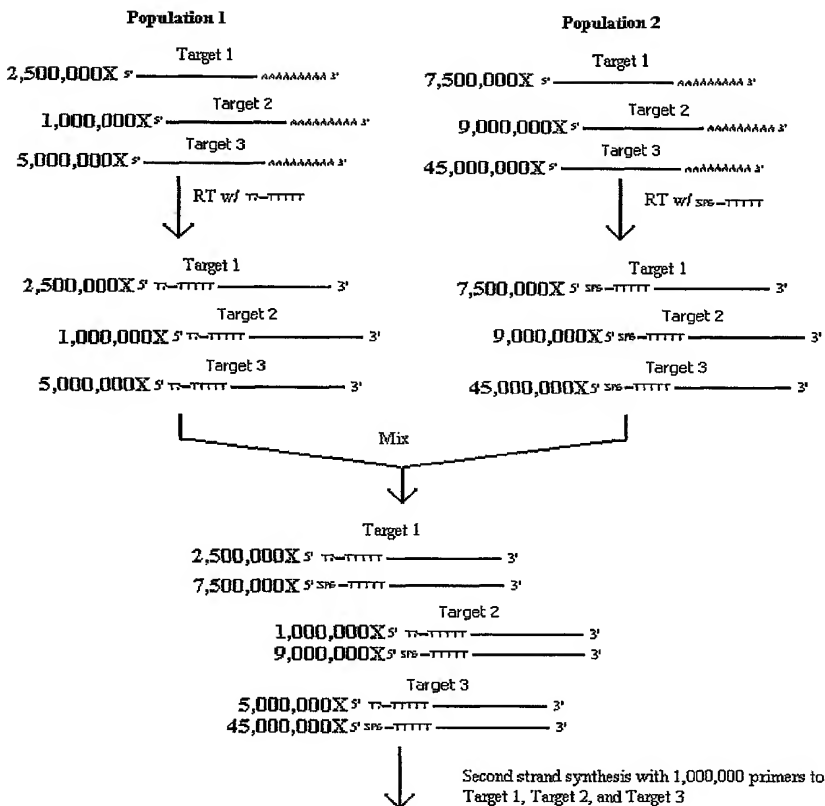 Population 1
Target 1
2,500,000X 5' AAAAAAAAA 3'
Target 2
1,000,000X 5' AAAAAAAAA 3'
Target 3
5,000,000X 5' AAAAAAAAA 3'
RT w/ T7-TTTTT
Population 2
Target 1
7,500,000X 5' AAAAAAAAA 3'
Target 2
9,000,000X 5' AAAAAAAAA 3'
Target 3
45,000,000X 5' AAAAAAAAA 3'
RT w/ SP6-TTTTT
Target 1
2,500,000X 5' T7-TTTTT 3'
Target 2
1,000,000X 5' T7-TTTTT 3'
Target 3
5,000,000X 5' T7-TTTTT 3'
Target 1
7,500,000X 5' SP6-TTTTT 3'
Target 2
9,000,000X 5' SP6-TTTTT 3'
Target 3
45,000,000X 5' SP6-TTTTT 3'
Mix
Target 1
2,500,000X 5' T7-TTTTT 3'
7,500,000X 5' SP6-TTTTT 3'
Target 2
1,000,000X 5' T7-TTTTT 3'
9,000,000X 5' SP6-TTTTT 3'
Target 3
5,000,000X 5' T7-TTTTT 3'
45,000,000X 5' SP6-TTTTT 3'
Second strand synthesis with 1,000,000 primers to
Target 1, Target 2, and Target 3